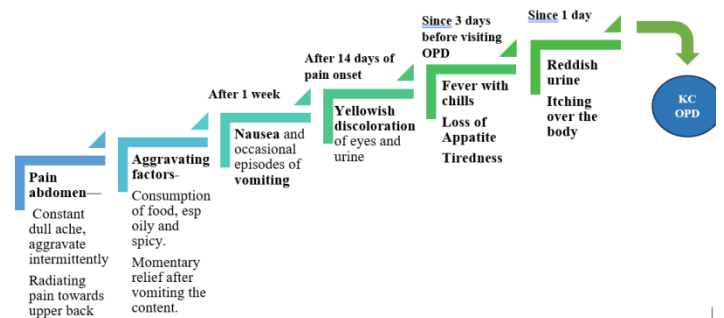 Pain
abdomen—
Constant
dull ache,
aggravate
intermittently
Radiating
pain towards
upper back
Aggravating
factors-
Consumption
of food, esp
oily and
spicy.
Momentary
relief after
vomiting the
content.
After 1 week
Nausea and
occasional
episodes of
vomiting
After 14 days of
pain onset
Yellowish
discoloration
of eyes and
urine
Since 3 days
before visiting
OPD
Fever with
chills
Loss of
Appatite
Tiredness
Since 1 day
Reddish
urine
Itching
over the
body
KC
OPD